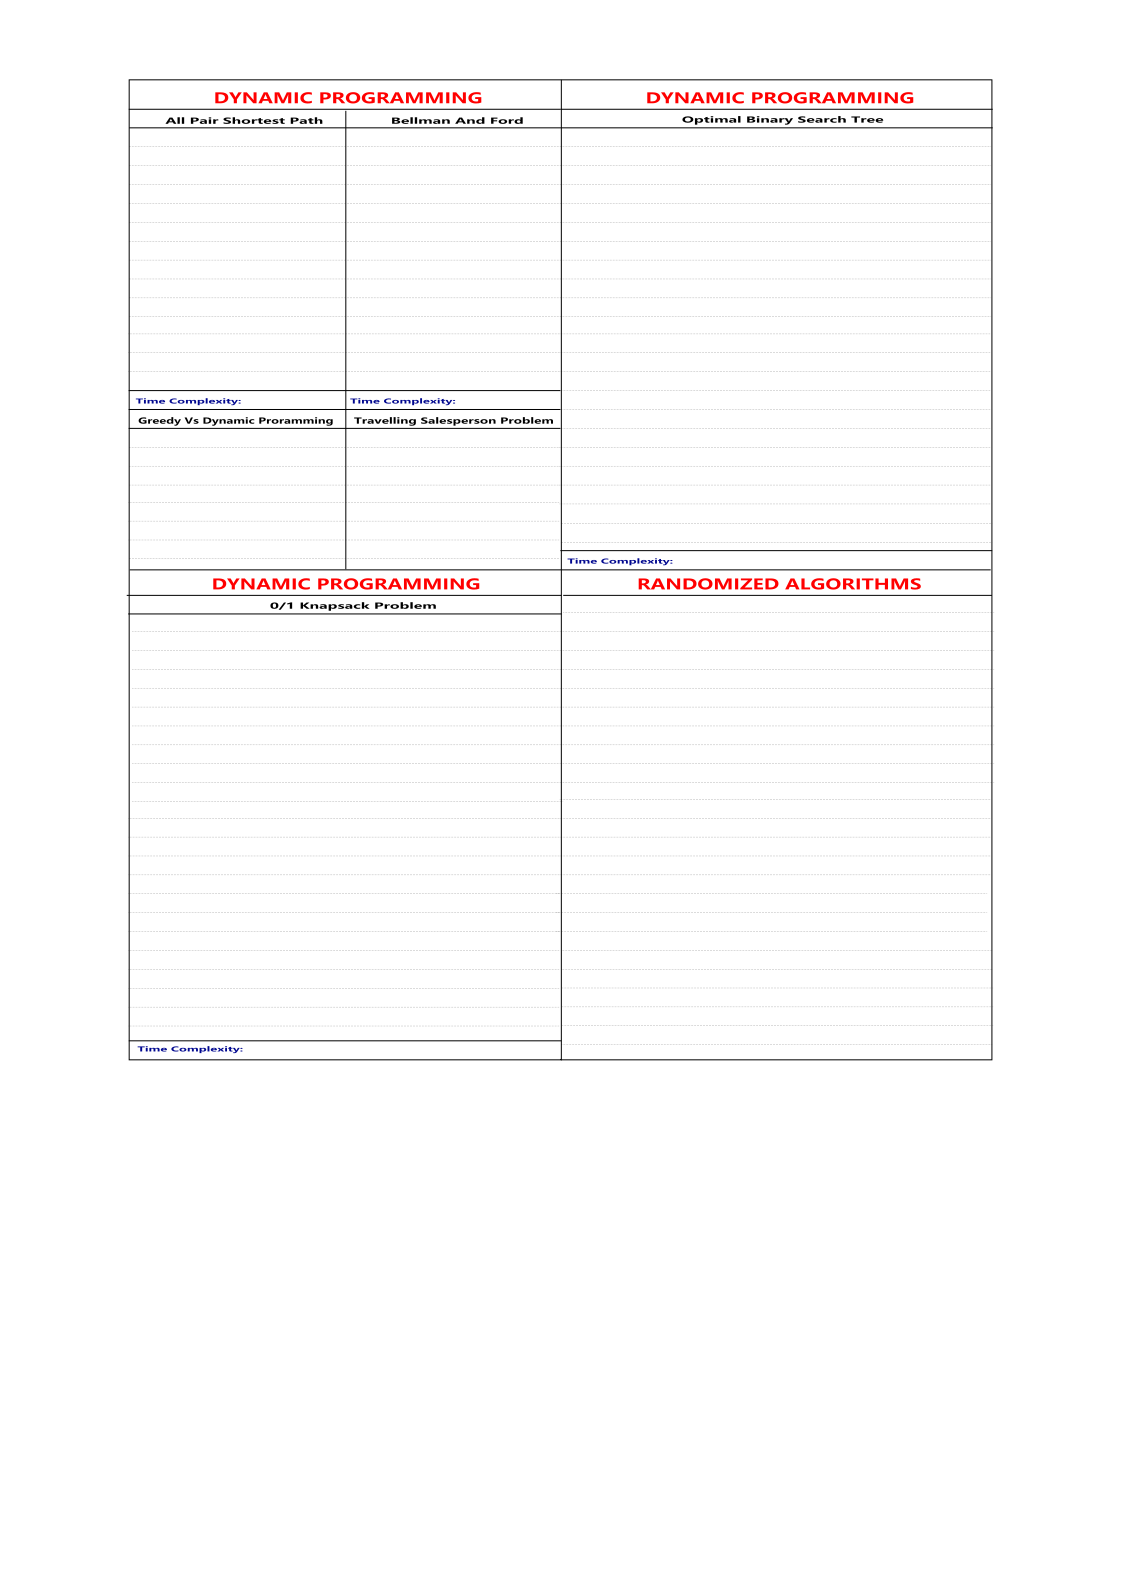 DYNAMIC PROGRAMMING
All Pair Shortest Path
Bellman And Ford
Time Complexity:
Time Complexity:
Greedy Vs Dynamic Proramming
Travelling Salesperson Problem
DYNAMIC PROGRAMMING
Optimal Binary Search Tree
Time Complexity:
DYNAMIC PROGRAMMING
0/1 Knapsack Problem
Time Complexity:
RANDOMIZED ALGORITHMS